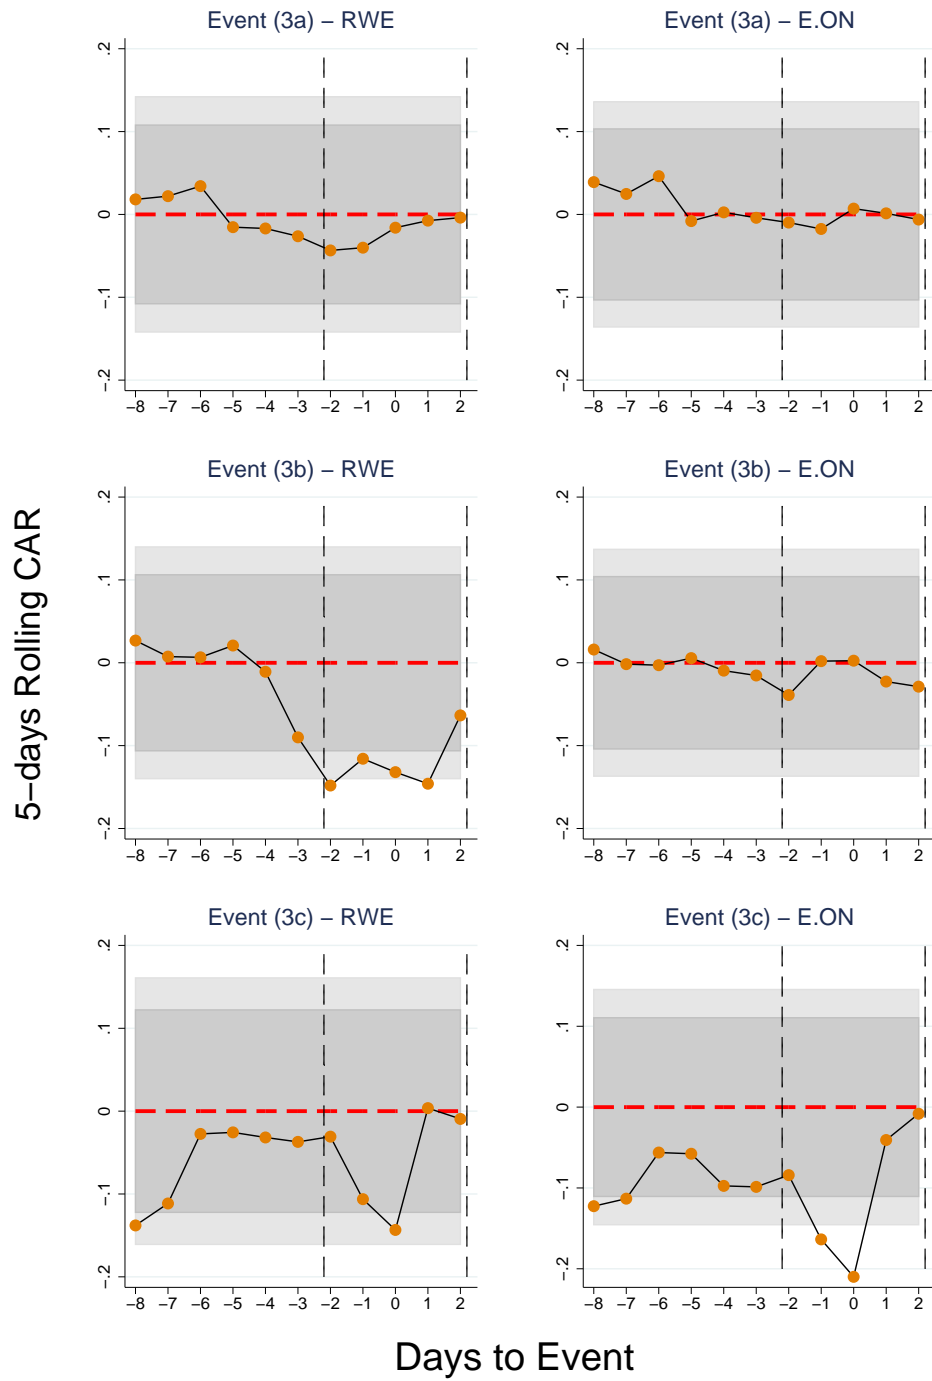 Event (3a) – RWE
Event (3a) – E.ON
.2
.1
0
−.1
−.2
−8 −7 −6 −5 −4 −3 −2 −1 0 1 2
.2
.1
0
−.1
−.2
−8 −7 −6 −5 −4 −3 −2 −1 0 1 2
Event (3b) – RWE
Event (3b) – E.ON
.2
.1
0
−.1
−.2
−8 −7 −6 −5 −4 −3 −2 −1 0 1 2
.2
.1
0
−.1
−.2
−8 −7 −6 −5 −4 −3 −2 −1 0 1 2
5−days Rolling CAR
Event (3c) – RWE
Event (3c) – E.ON
.2
.1
0
−.1
−.2
−8 −7 −6 −5 −4 −3 −2 −1 0 1 2
.2
.1
0
−.1
−.2
−8 −7 −6 −5 −4 −3 −2 −1 0 1 2
Days to Event